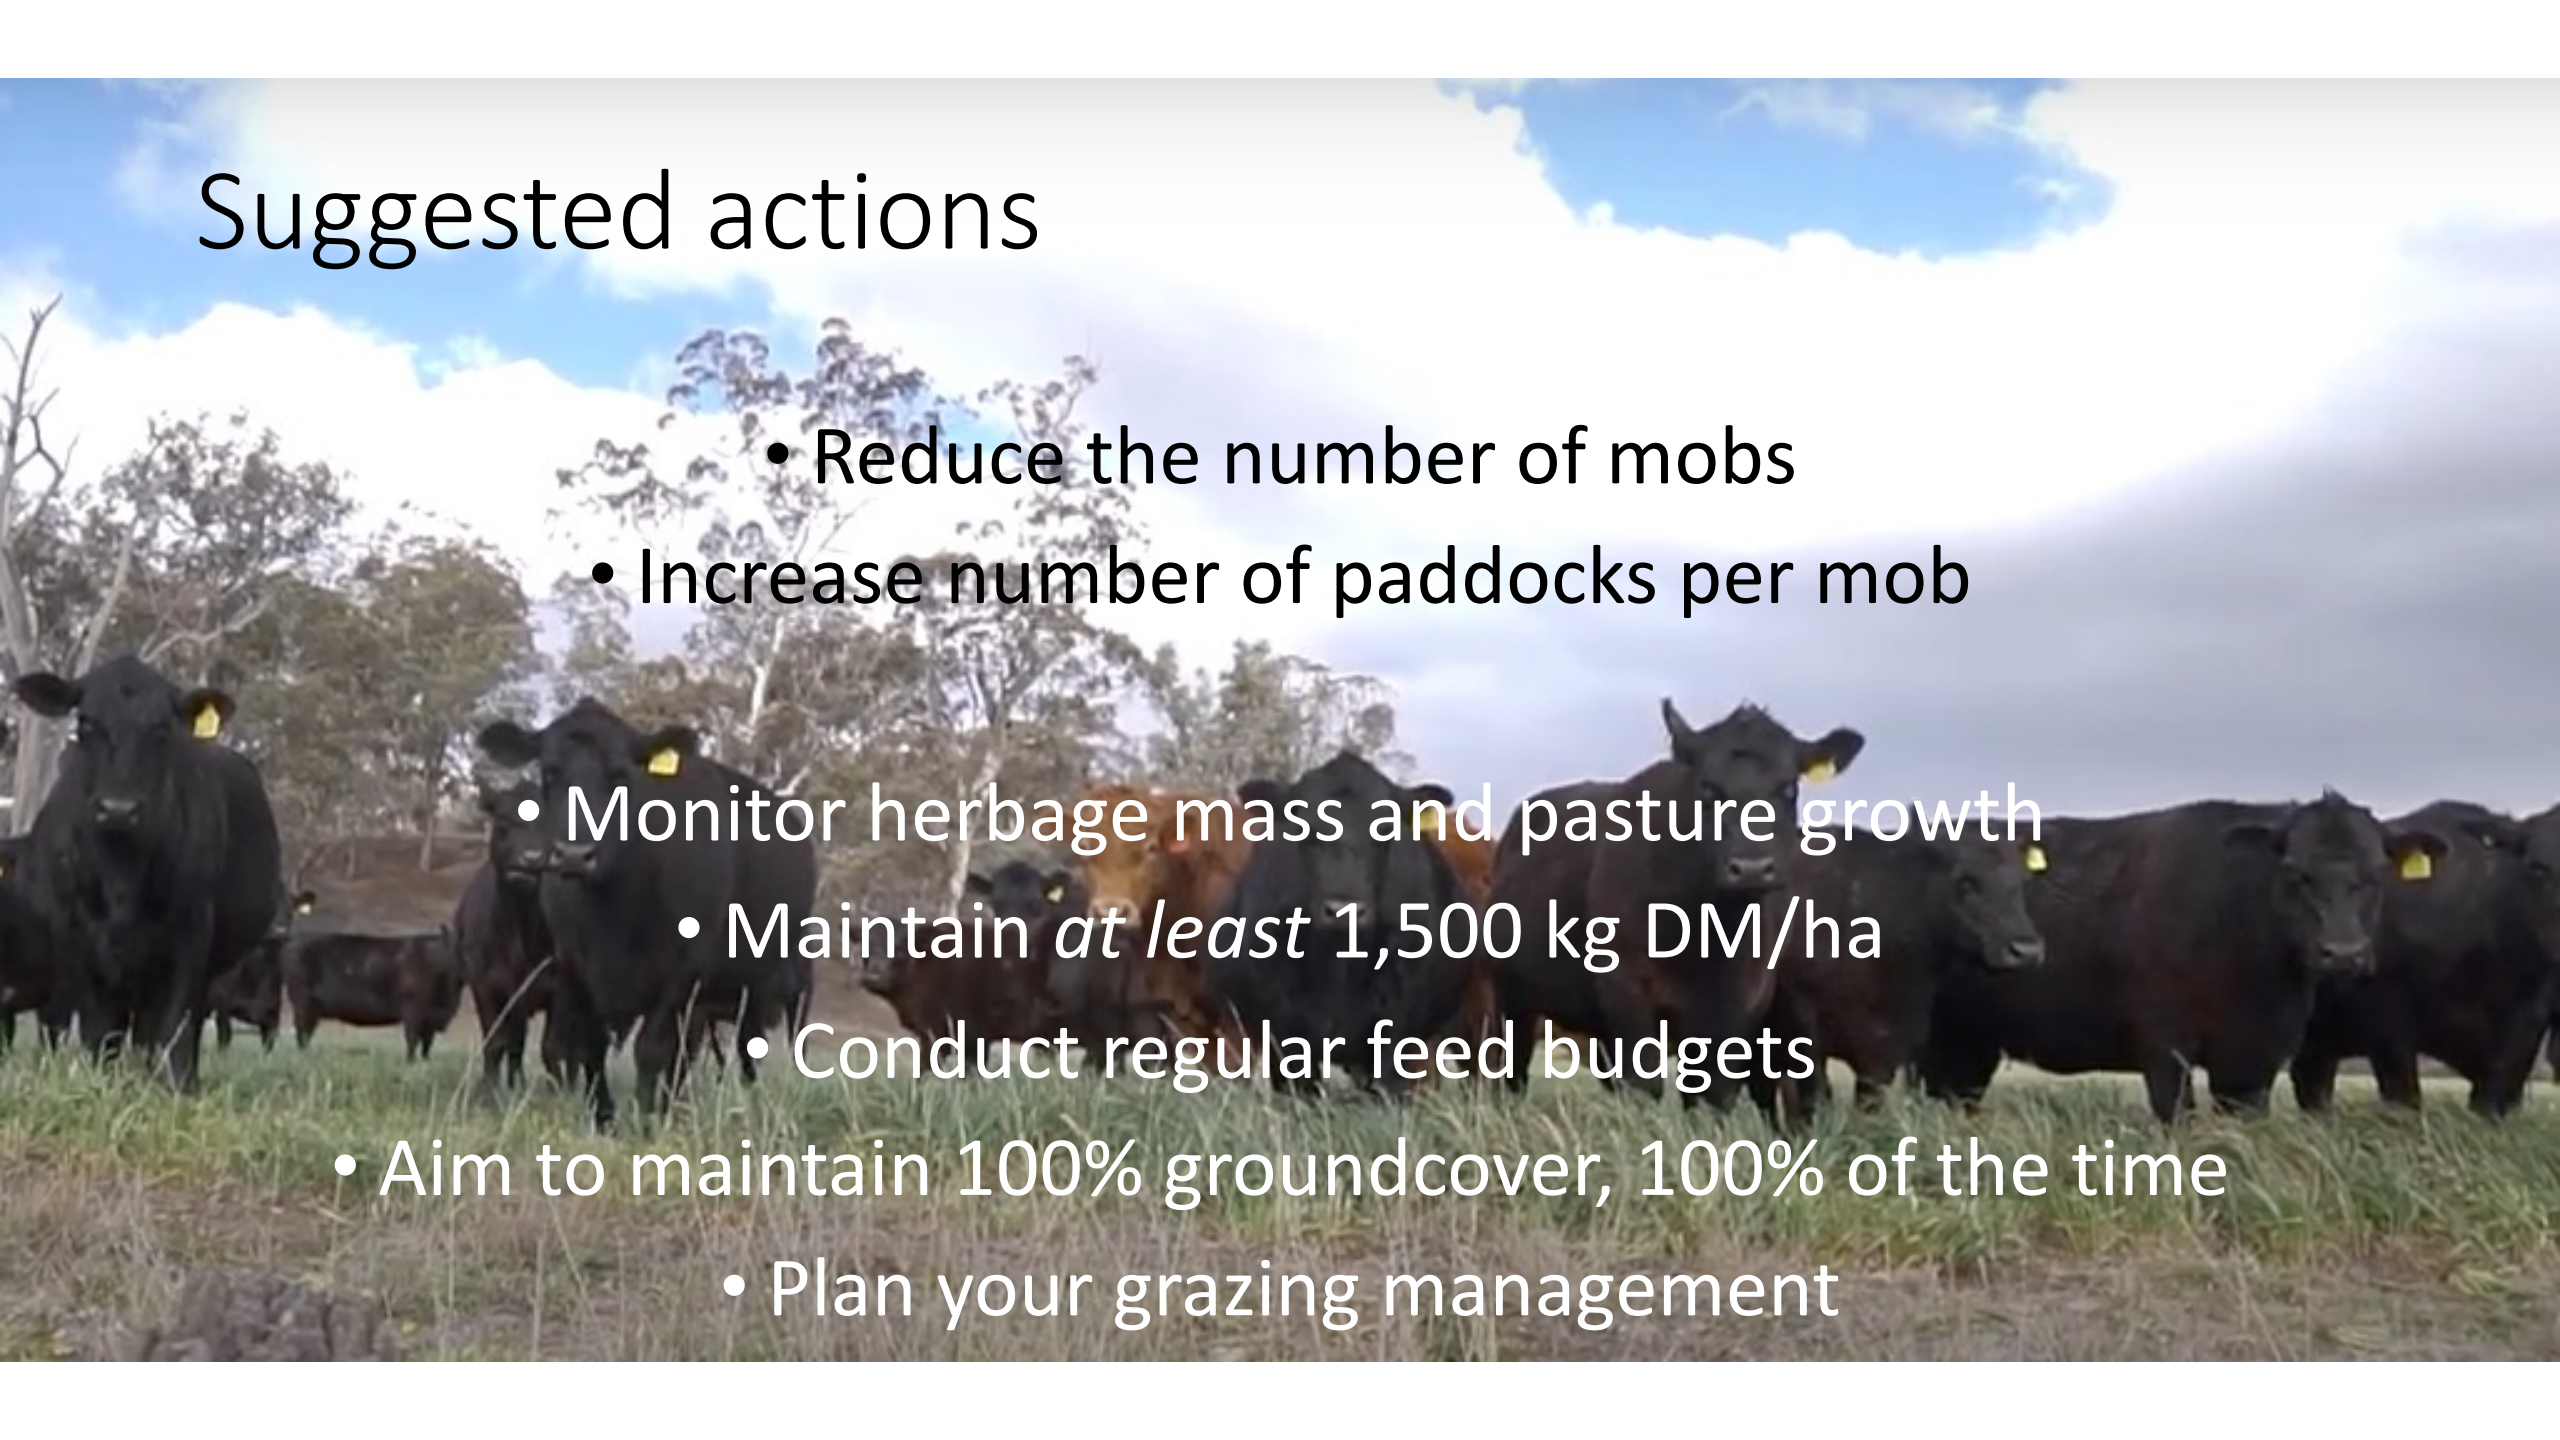 Suggested actions
• Reduce the number of mobs
• Increase number of paddocks per mob
• Monitor herbage mass and pasture growth
• Maintain at least 1,500 kg DM/ha
• Conduct regular feed budgets
• Aim to maintain 100% groundcover, 100% of the time
• Plan your grazing management